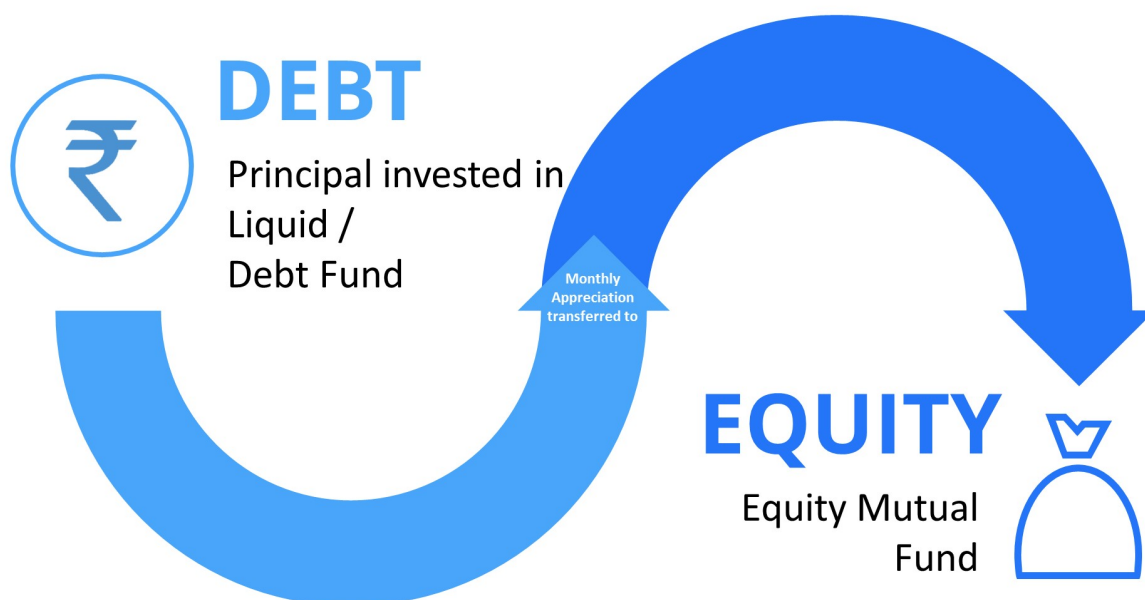 ₹
DEBT
Principal invested in
Liquid /
Debt Fund
Monthly
Appreciation
transferred to
EQUITY
Equity Mutual
Fund